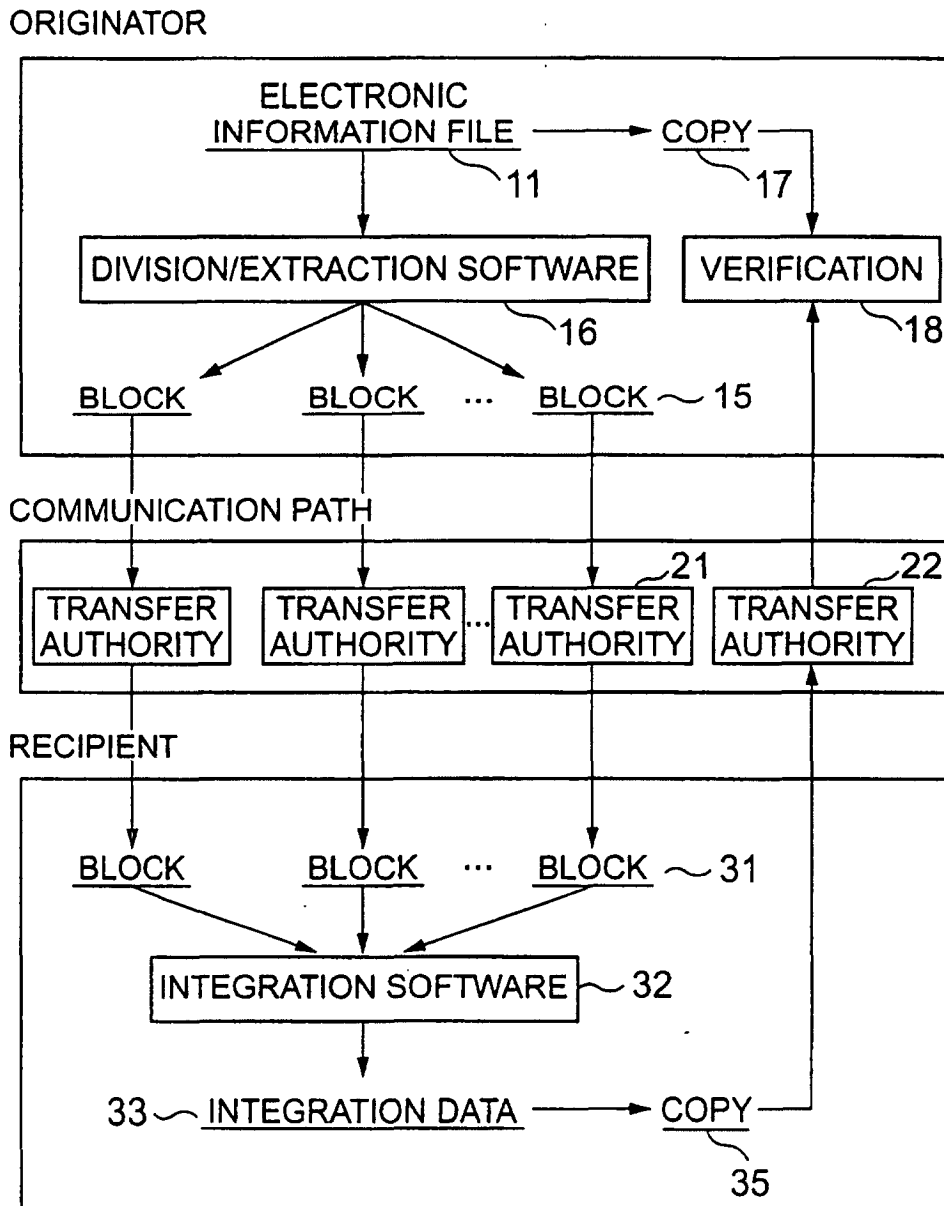 ORIGINATOR
ELECTRONIC
INFORMATION FILE
COPY
11
17
DIVISION/EXTRACTION SOFTWARE
VERIFICATION
16
18
BLOCK
BLOCK
...
BLOCK
15
COMMUNICATION PATH
21
22
TRANSFER
AUTHORITY
TRANSFER
AUTHORITY
...
TRANSFER
AUTHORITY
TRANSFER
AUTHORITY
RECIPIENT
BLOCK
BLOCK
...
BLOCK
31
INTEGRATION SOFTWARE
32
33
INTEGRATION DATA
COPY
35